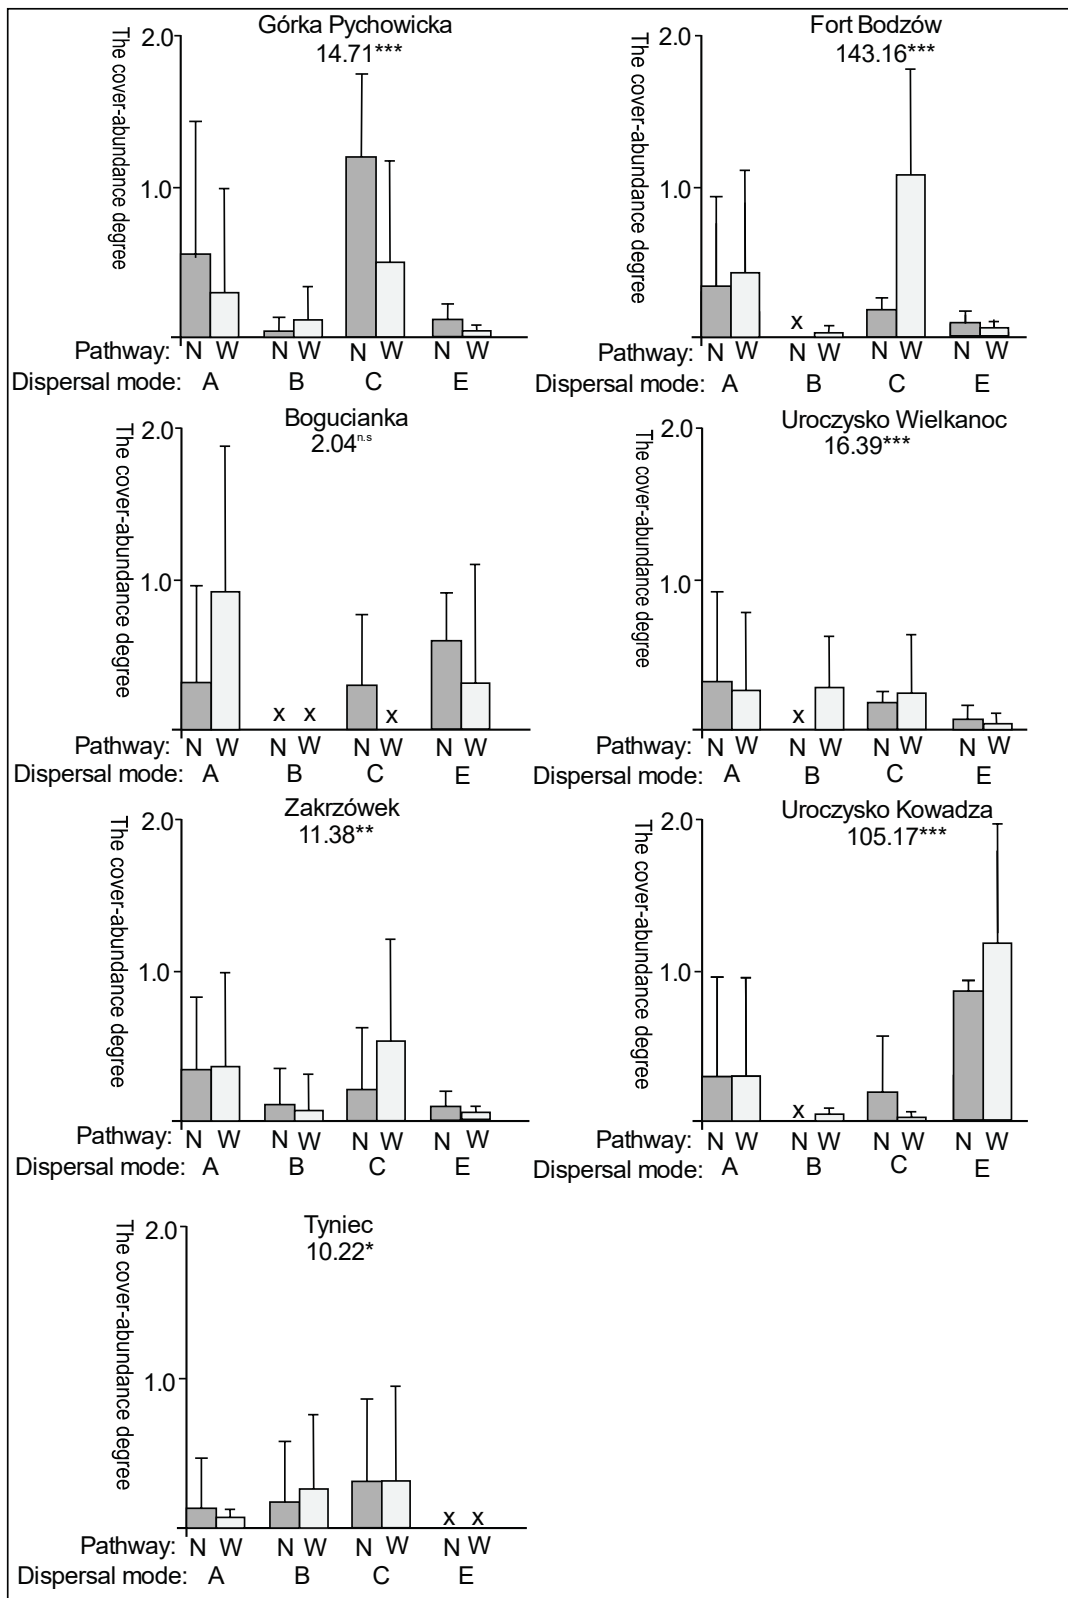 Górka Pychowicka
14.71***
The cover-abundance degree
2.0
1.0
Pathway: N W N W N W N W
Dispersal mode: A B C E
Fort Bodzów
143.16***
The cover-abundance degree
2.0
1.0
x
Pathway: N W N W N W N W
Dispersal mode: A B C E
Bogucianka
2.04n.s
The cover-abundance degree
2.0
1.0
x x x
Pathway: N W N W N W N W
Dispersal mode: A B C E
Uroczysko Wielkanoc
16.39***
The cover-abundance degree
2.0
1.0
x
Pathway: N W N W N W N W
Dispersal mode: A B C E
Zakrzówek
11.38**
The cover-abundance degree
2.0
1.0
Pathway: N W N W N W N W
Dispersal mode: A B C E
Uroczysko Kowadza
105.17***
The cover-abundance degree
2.0
1.0
x
Pathway: N W N W N W N W
Dispersal mode: A B C E
Tyniec
10.22*
The cover-abundance degree
2.0
1.0
x x
Pathway: N W N W N W N W
Dispersal mode: A B C E